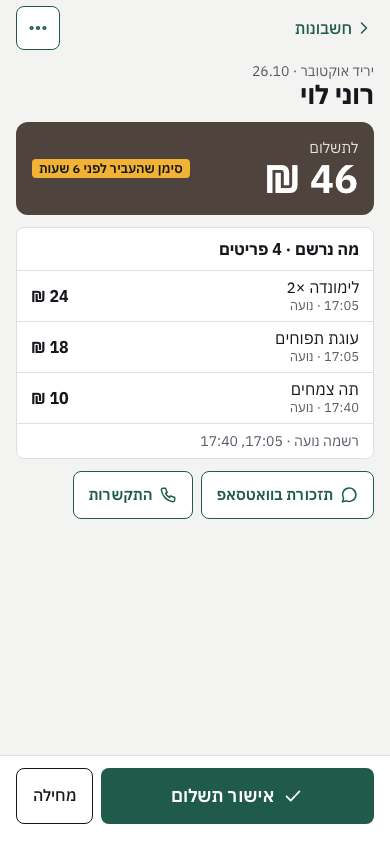 חשבונות
יריד אוקטובר · 26.10
רוני לוי
לתשלום
46 ₪
סימן שהעביר לפני 6 שעות
מה נרשם · 4 פריטים
לימונדה ×2
24 ₪
17:05 · נועה
עוגת תפוחים
18 ₪
17:05 · נועה
תה צמחים
10 ₪
17:40 · נועה
רשמה נועה · 17:05, 17:40
תזכורת בוואטסאפ
התקשרות
אישור תשלום
מחילה